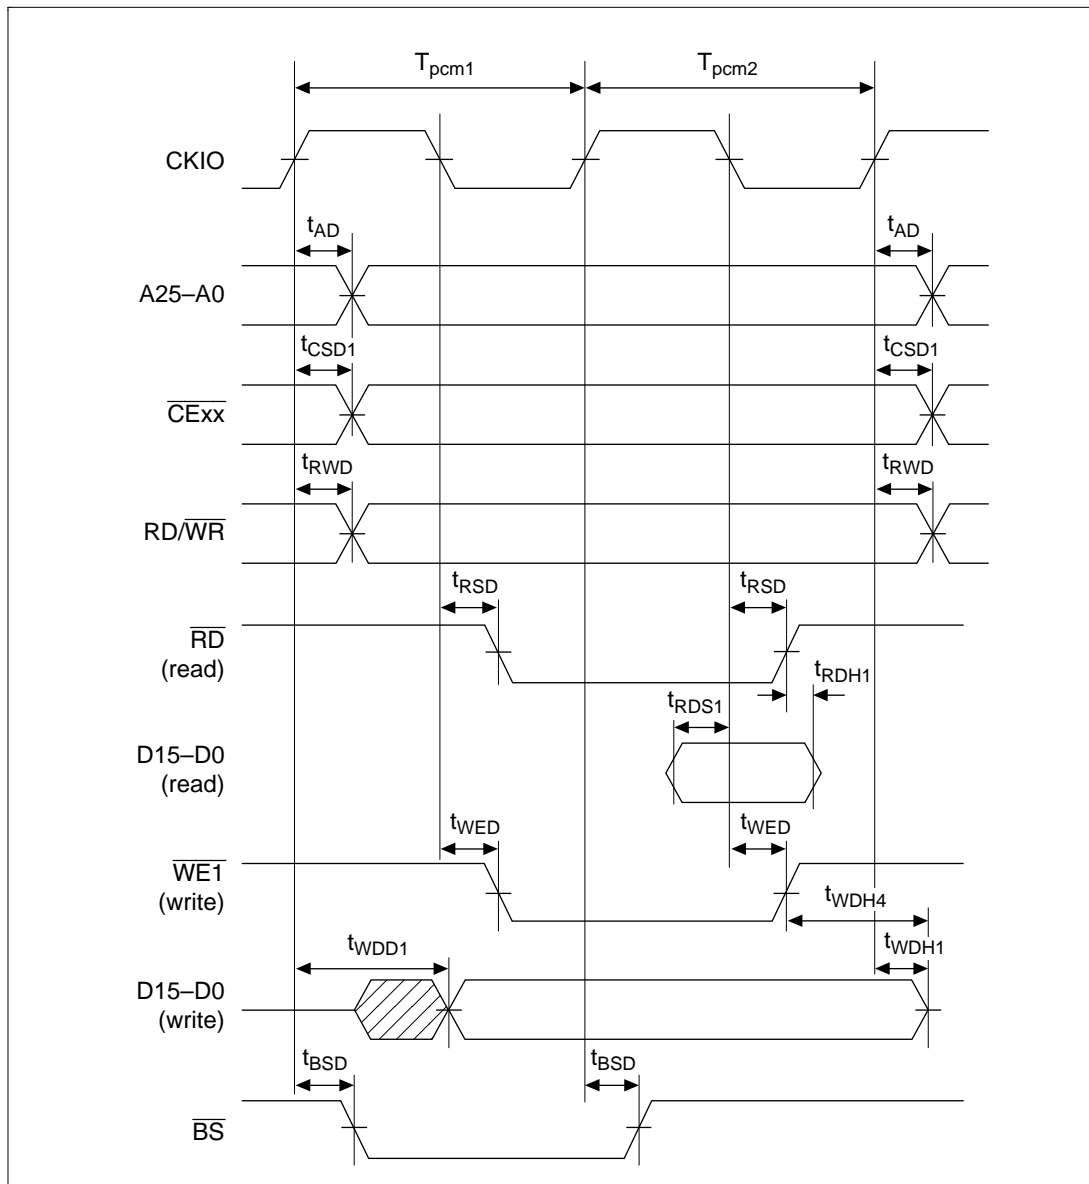 Tpcm1 Tpcm2
CKIO
tAD tAD
A25–A0
tCSD1 tCSD1
CExx
tRWD tRWD
RD/WR
tRSD tRSD
RD
(read)
tRDH1
tRDS1
D15–D0
(read)
tWED tWED
WE1
(write)
tWDH4
tWDD1 tWDH1
D15–D0
(write)
tBSD tBSD
BS